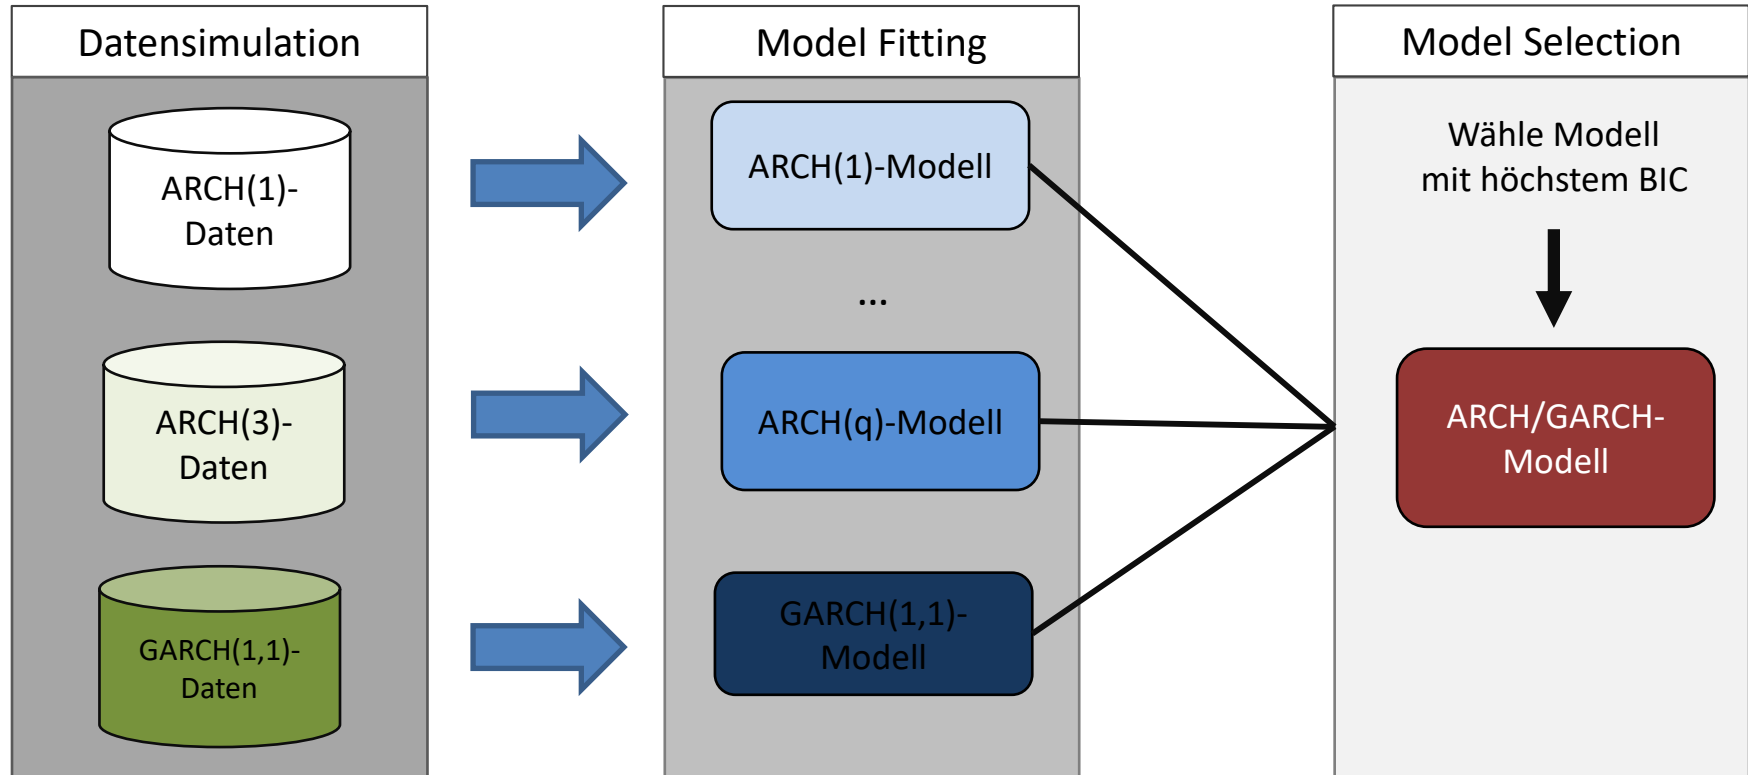 Datensimulation
ARCH(1)-
Daten
ARCH(3)-
Daten
GARCH(1,1)-
Daten
Model Fitting
ARCH(1)-Modell
...
ARCH(q)-Modell
GARCH(1,1)-
Modell
Model Selection
Wähle Modell
mit höchstem BIC
ARCH/GARCH-
Modell